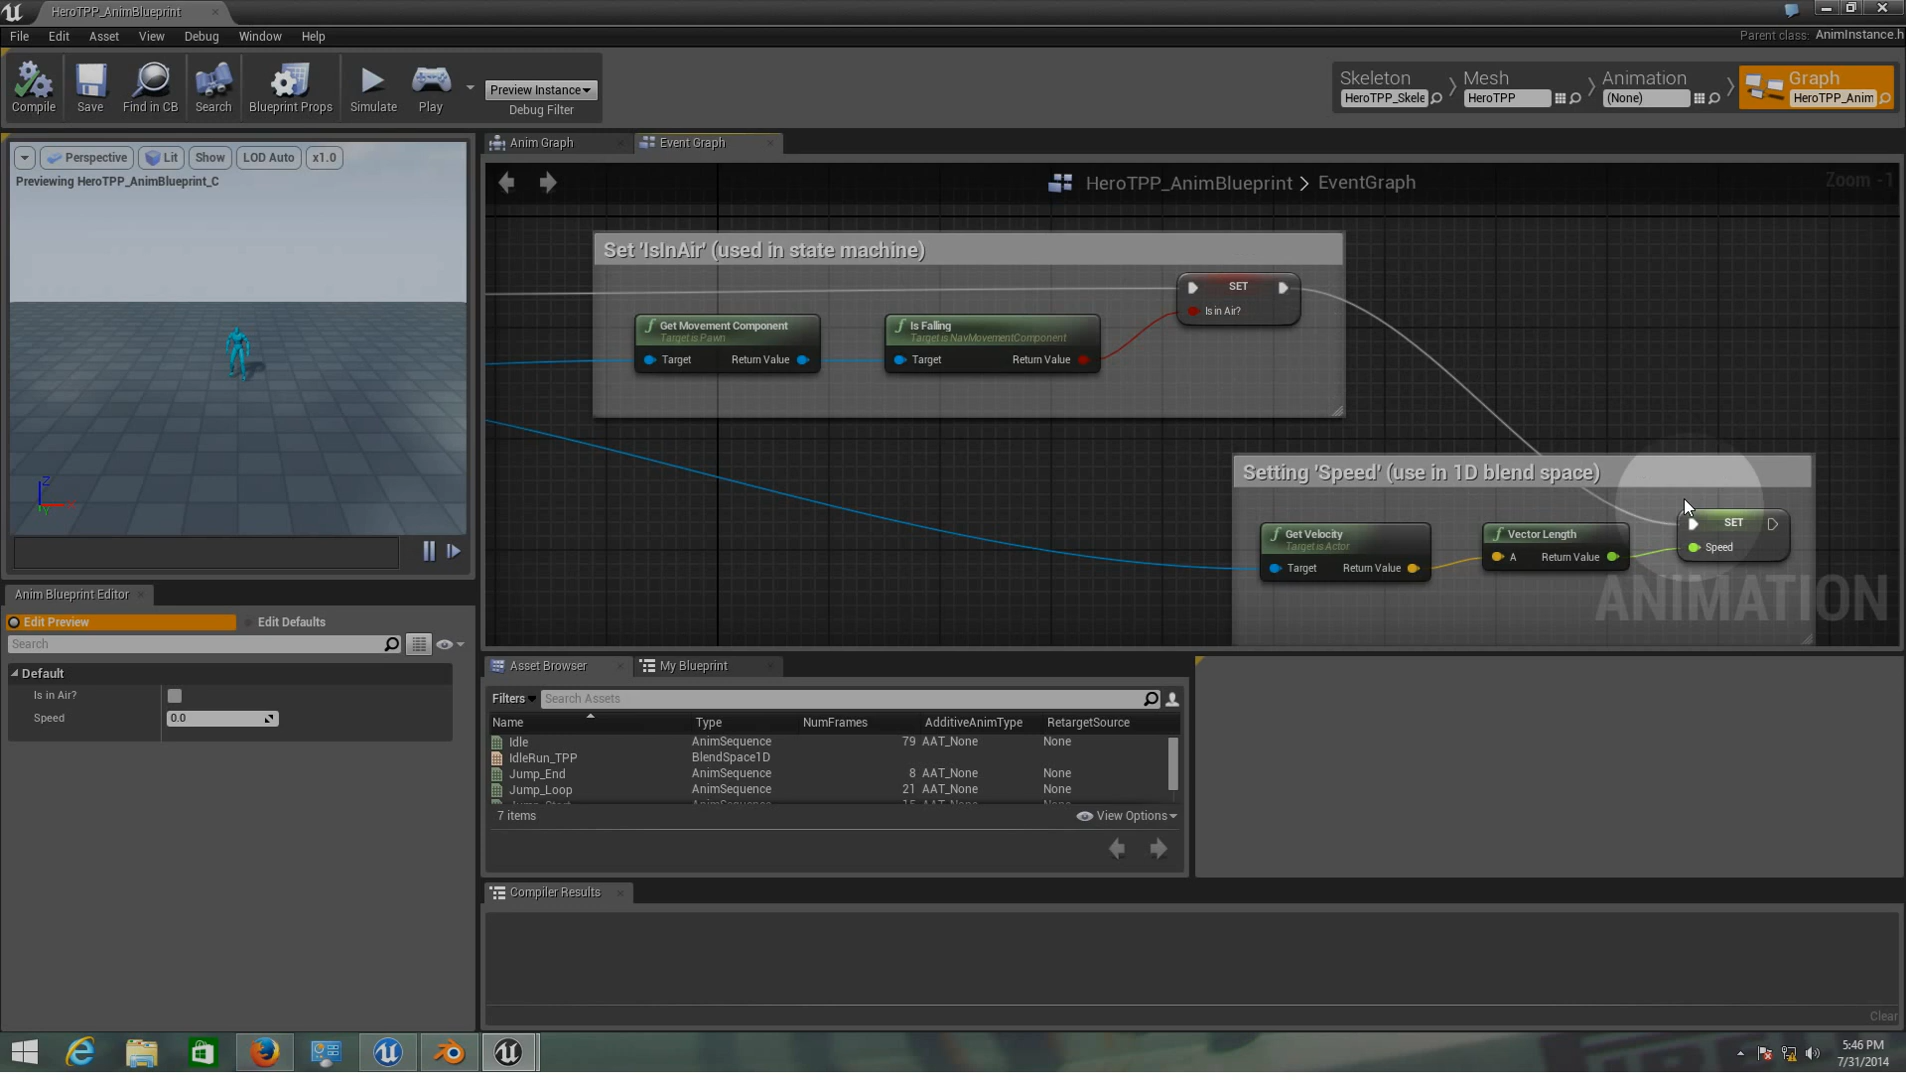 HeroTPP_AnimBlueprint
File Edit Asset View Debug Window Help
Parent class: AnimInstance.h
Compile
Save
Find in CB
Search
Blueprint Props
Simulate
Play
Preview Instance
Debug Filter
Skeleton
HeroTPP_Skele
Mesh
HeroTPP
Animation
(None)
Graph
HeroTPP_Anim
Perspective Lit Show LOD Auto x1.0
Previewing HeroTPP_AnimBlueprint_C
Z
X
Y
Anim Graph
Event Graph
HeroTPP_AnimBlueprint > EventGraph
Zoom -1
Set 'IsInAir' (used in state machine)
SET
Is in Air?
Get Movement Component
Target is Pawn
Target Return Value
Is Falling
Target is NavMovementComponent
Target Return Value
Setting 'Speed' (use in 1D blend space)
Get Velocity
Target is Actor
Target Return Value
Vector Length
A Return Value
SET
Speed
ANIMATION
Anim Blueprint Editor
Edit Preview Edit Defaults
Search
Default
Is in Air?
Speed 0.0
Asset Browser
My Blueprint
Filters Search Assets
Name Type NumFrames AdditiveAnimType RetargetSource
Idle AnimSequence 79 AAT_None None
IdleRun_TPP BlendSpace1D
Jump_End AnimSequence 8 AAT_None None
Jump_Loop AnimSequence 21 AAT_None None
7 items
View Options
Compiler Results
Clear
5:46 PM
7/31/2014